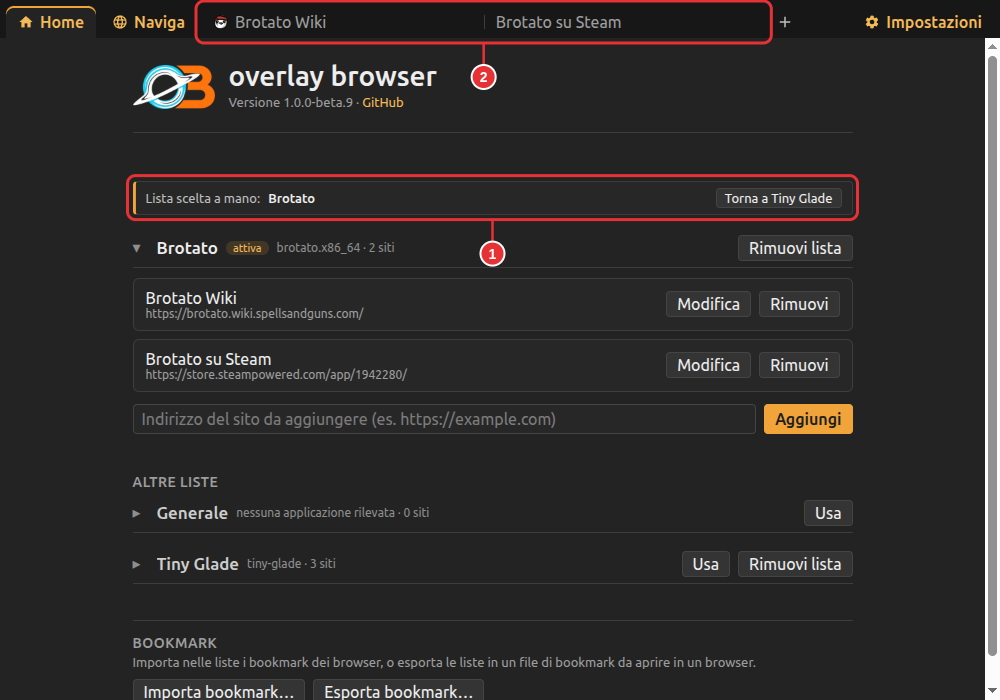 Home Naviga Brotato Wiki Brotato su Steam + Impostazioni
2
overlay browser
Versione 1.0.0-beta.9 · GitHub
Lista scelta a mano: Brotato Torna a Tiny Glade
1
Brotato attiva brotato.x86_64 · 2 siti Rimuovi lista
Brotato Wiki
https://brotato.wiki.spellsandguns.com/
Modifica Rimuovi
Brotato su Steam
https://store.steampowered.com/app/1942280/
Modifica Rimuovi
Indirizzo del sito da aggiungere (es. https://example.com) Aggiungi
ALTRE LISTE
Generale nessuna applicazione rilevata · 0 siti Usa
Tiny Glade tiny-glade · 3 siti Usa Rimuovi lista
BOOKMARK
Importa nelle liste i bookmark dei browser, o esporta le liste in un file di bookmark da aprire in un browser.
Importa bookmark... Esporta bookmark...